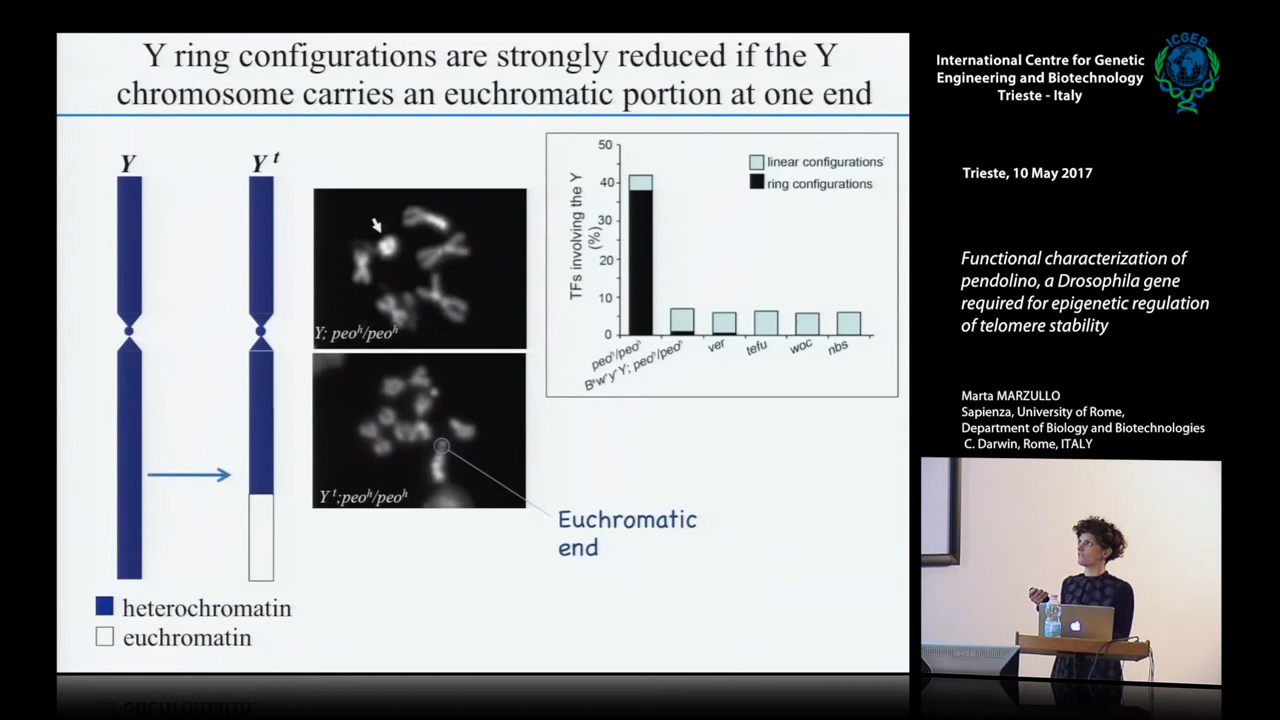 Y ring configurations are strongly reduced if the Y
chromosome carries an euchromatic portion at one end
Y
Y t
Y; peoh/peoh
Y t;peoh/peoh
heterochromatin
euchromatin
TFs involving the Y
(%)
50
40
30
20
10
0
linear configurations
ring configurations
peoh/peoh
Bsw+y+Y; peoh/peoh
ver
tefu
woc
nbs
Euchromatic
end
ICGEB
International Centre for Genetic
Engineering and Biotechnology
Trieste - Italy
Trieste, 10 May 2017
Functional characterization of
pendolino, a Drosophila gene
required for epigenetic regulation
of telomere stability
Marta MARZULLO
Sapienza, University of Rome,
Department of Biology and Biotechnologies
C. Darwin, Rome, ITALY